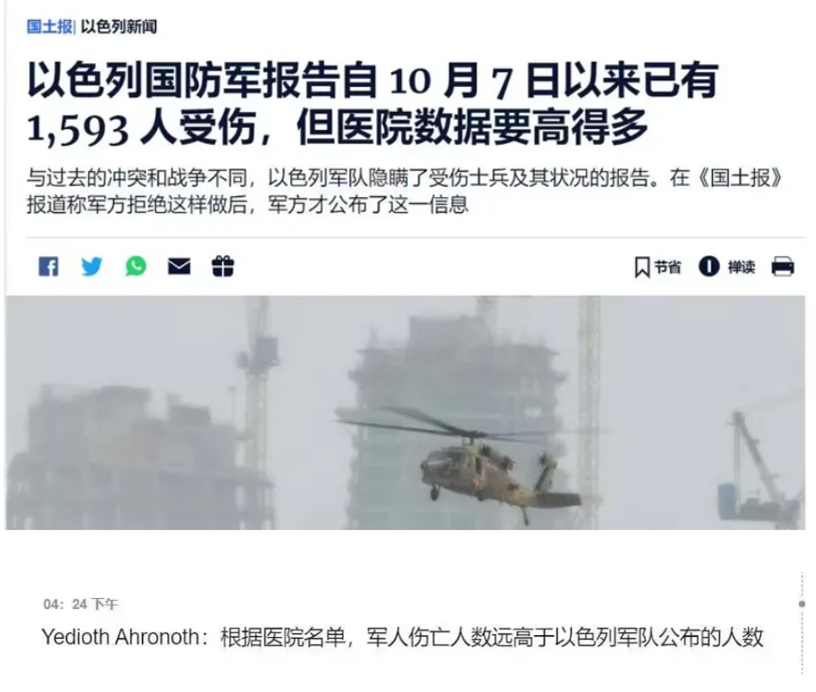 国土报| 以色列新闻
以色列国防军报告自 10 月 7 日以来已有
1,593 人受伤，但医院数据要高得多
与过去的冲突和战争不同，以色列军队隐瞒了受伤士兵及其状况的报告。在《国土报》
报道称军方拒绝这样做后，军方才公布了这一信息
节省 禅读
04：24 下午
Yedioth Ahronoth：根据医院名单，军人伤亡人数远高于以色列军队公布的人数